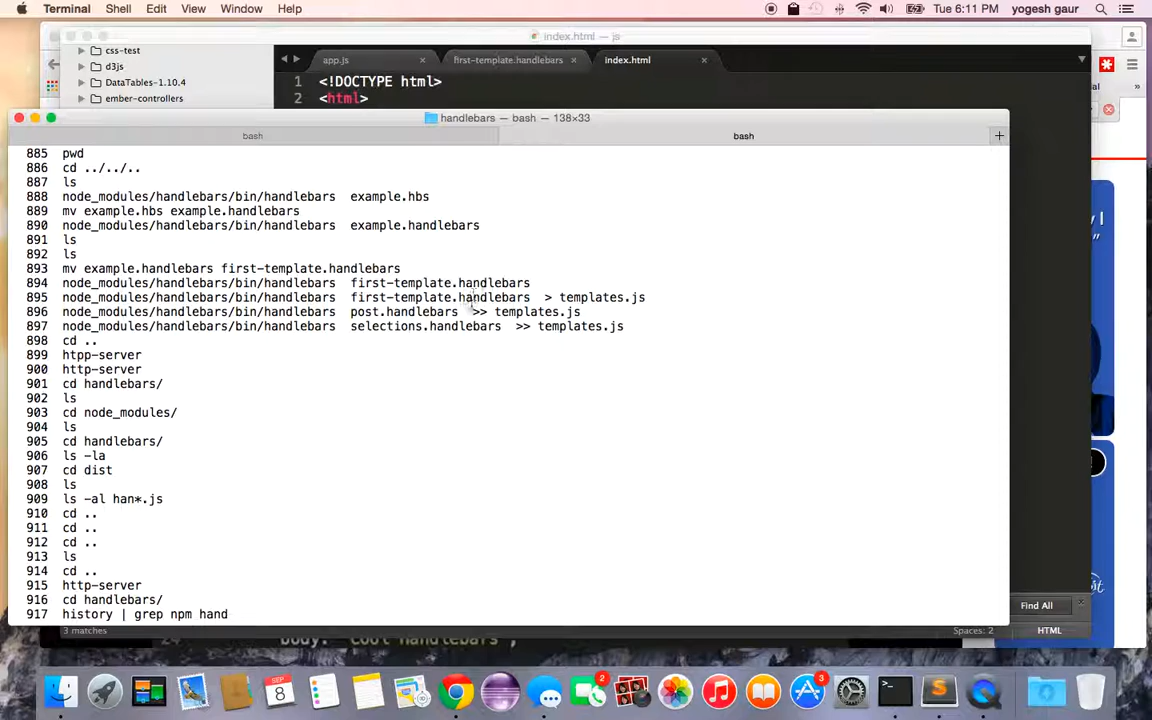 Terminal Shell Edit View Window Help Tue 6:11 PM yogesh gaur
index.html — js
css-test
d3js
DataTables-1.10.4
ember-controllers
app.js first-template.handlebars index.html
1 <!DOCTYPE html>
2 <html>
handlebars — bash — 138×33
bash bash
885 pwd
886 cd ../../..
887 ls
888 node_modules/handlebars/bin/handlebars example.hbs
889 mv example.hbs example.handlebars
890 node_modules/handlebars/bin/handlebars example.handlebars
891 ls
892 ls
893 mv example.handlebars first-template.handlebars
894 node_modules/handlebars/bin/handlebars first-template.handlebars
895 node_modules/handlebars/bin/handlebars first-template.handlebars > templates.js
896 node_modules/handlebars/bin/handlebars post.handlebars >> templates.js
897 node_modules/handlebars/bin/handlebars selections.handlebars >> templates.js
898 cd ..
899 htpp-server
900 http-server
901 cd handlebars/
902 ls
903 cd node_modules/
904 ls
905 cd handlebars/
906 ls -la
907 cd dist
908 ls
909 ls -al han*.js
910 cd ..
911 cd ..
912 cd ..
913 ls
914 cd ..
915 http-server
916 cd handlebars/
917 history | grep npm hand
Find All
3 matches Spaces: 2 HTML
SEP
8
2
3